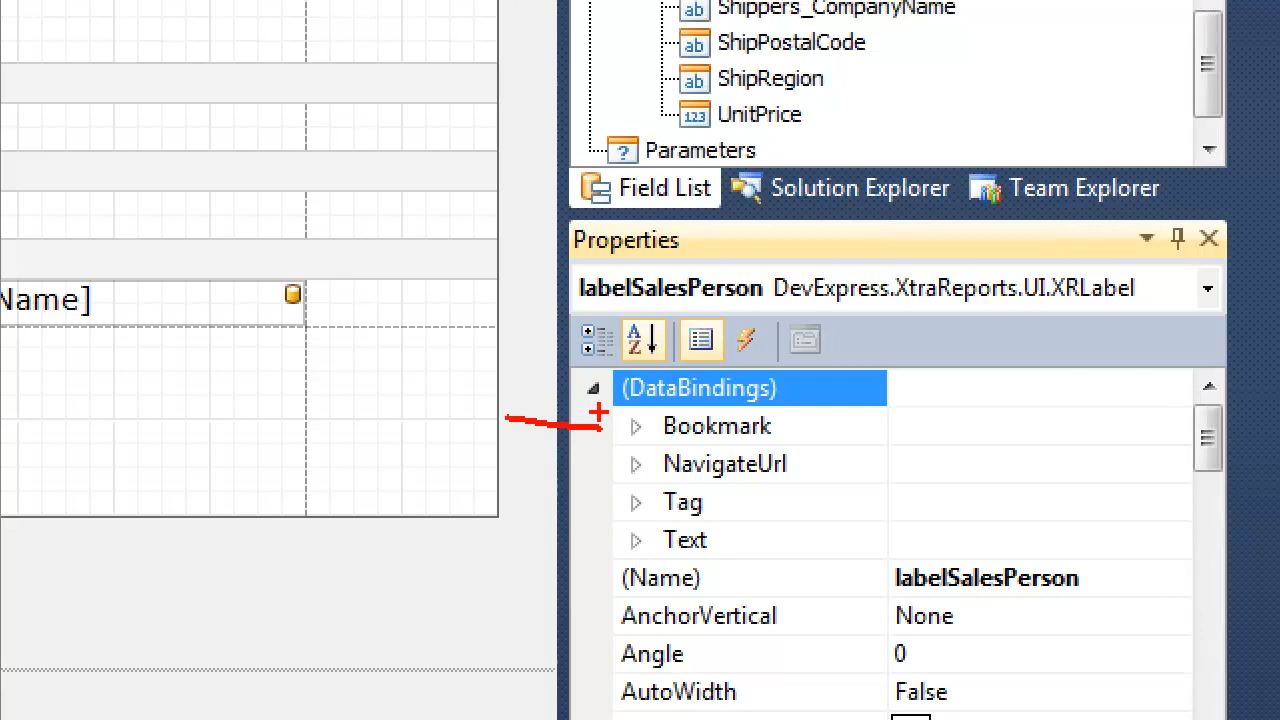 Shippers_CompanyName
ShipPostalCode
ShipRegion
UnitPrice
Parameters
Field List Solution Explorer Team Explorer
Properties
labelSalesPerson DevExpress.XtraReports.UI.XRLabel
Name]
(DataBindings)
Bookmark
NavigateUrl
Tag
Text
(Name) labelSalesPerson
AnchorVertical None
Angle 0
AutoWidth False